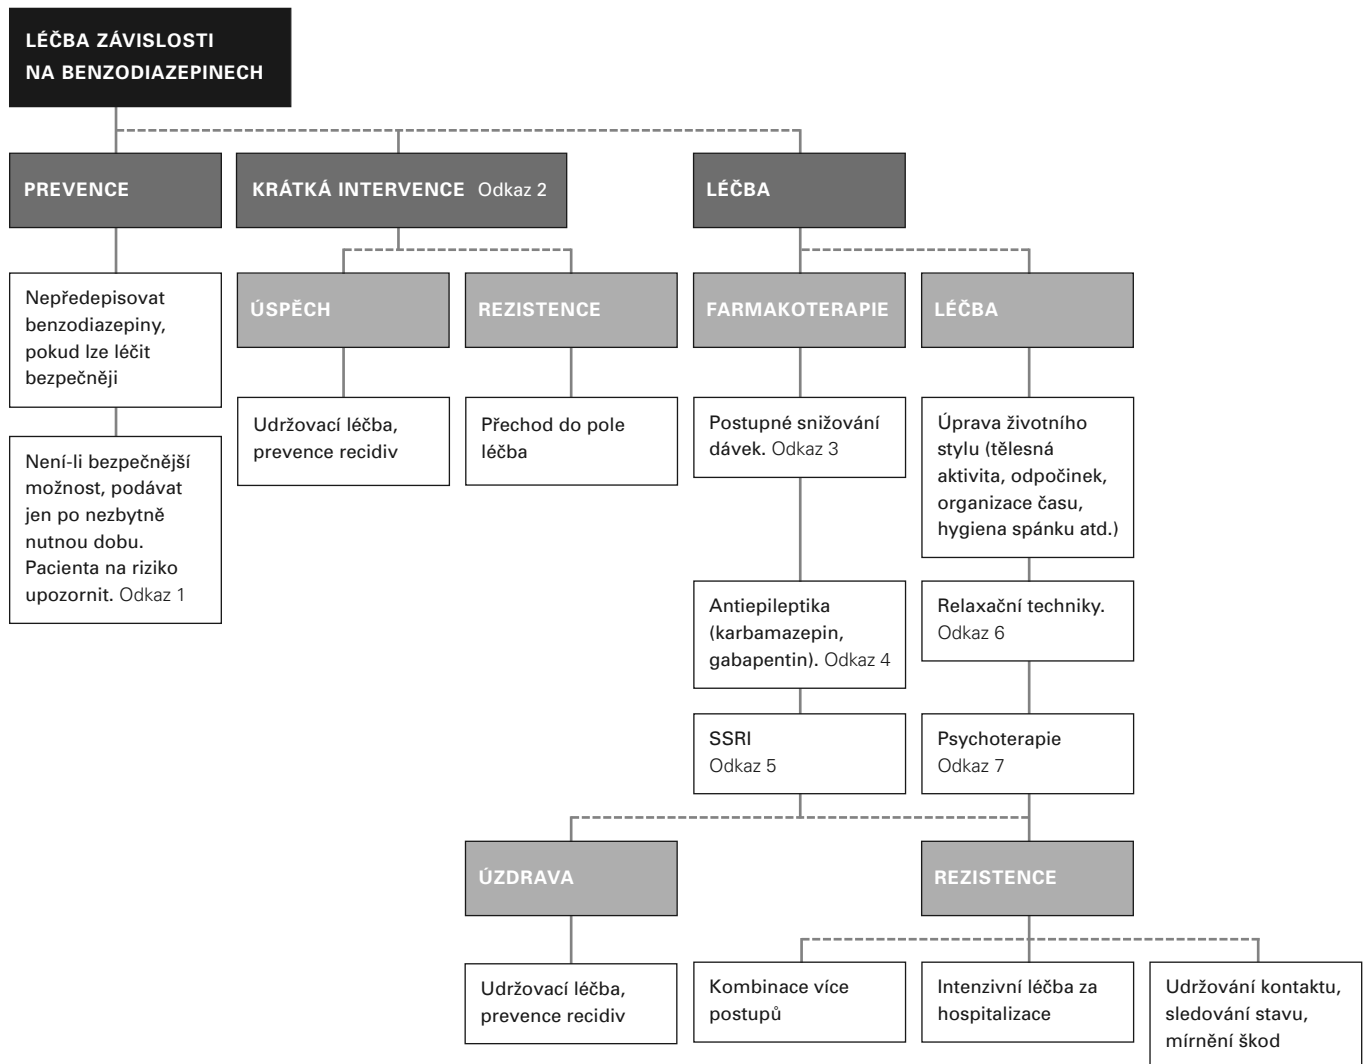 LÉČBA ZÁVISLOSTI
NA BENZODIAZEPINECH
PREVENCE
KRÁTKÁ INTERVENCE Odkaz 2
LÉČBA
Nepředepisovat
benzodiazepiny,
pokud lze léčit
bezpečněji
ÚSPĚCH
REZISTENCE
FARMAKOTERAPIE
LÉČBA
Není-li bezpečnější
možnost, podávat
jen po nezbytně
nutnou dobu.
Pacienta na riziko
upozornit. Odkaz 1
Udržovací léčba,
prevence recidiv
Přechod do pole
léčba
Postupné snižování
dávek. Odkaz 3
Úprava životního
stylu (tělesná
aktivita, odpočinek,
organizace času,
hygiena spánku atd.)
Antiepileptika
(karbamazepin,
gabapentin). Odkaz 4
Relaxační techniky.
Odkaz 6
SSRI
Odkaz 5
Psychoterapie
Odkaz 7
ÚZDRAVA
REZISTENCE
Udržovací léčba,
prevence recidiv
Kombinace více
postupů
Intenzivní léčba za
hospitalizace
Udržování kontaktu,
sledování stavu,
mírnění škod